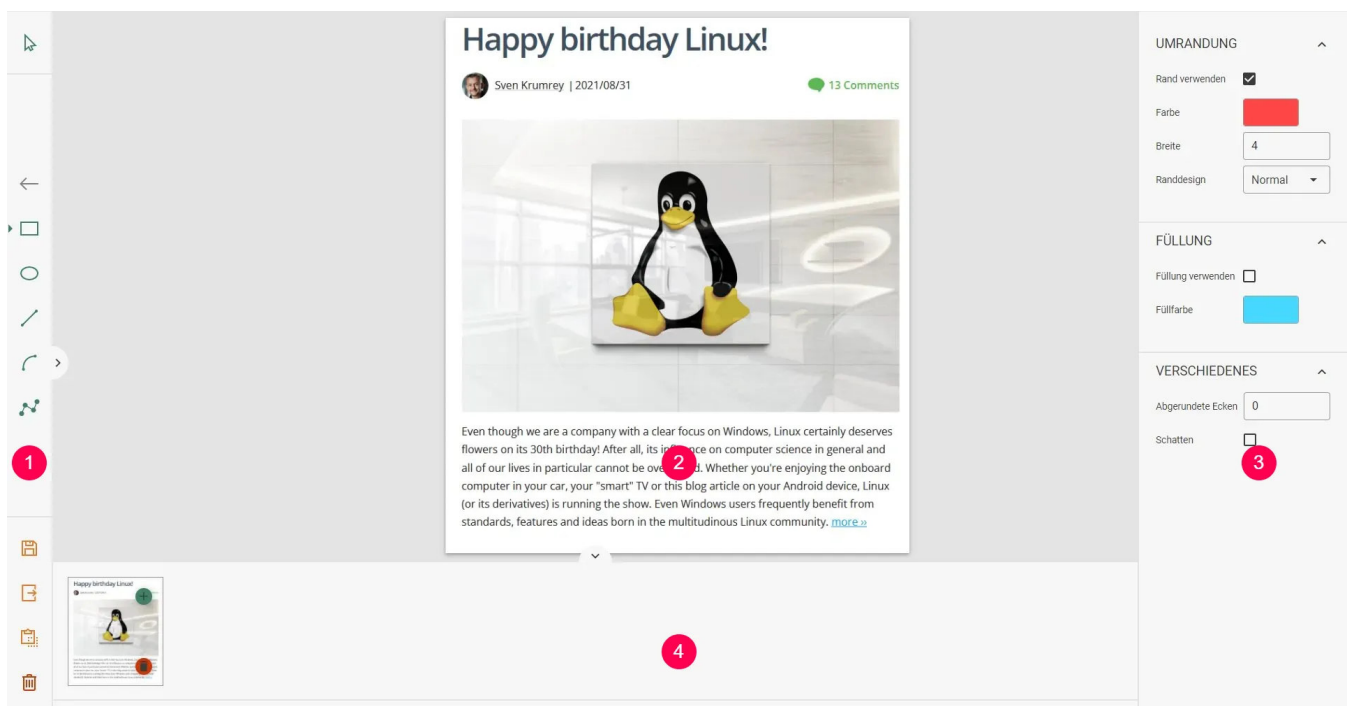 Happy birthday Linux!
Sven Krumrey | 2021/08/31
13 Comments
Even though we are a company with a clear focus on Windows, Linux certainly deserves
flowers on its 30th birthday! After all, its in ce on computer science in general and
all of our lives in particular cannot be ove d. Whether you're enjoying the onboard
computer in your car, your "smart" TV or this blog article on your Android device, Linux
(or its derivatives) is running the show. Even Windows users frequently benefit from
standards, features and ideas born in the multitudinous Linux community. more »
1
2
3
4
Happy birthday Linux!
UMRANDUNG
Rand verwenden
Farbe
Breite 4
Randdesign Normal
FÜLLUNG
Füllung verwenden
Füllfarbe
VERSCHIEDENES
Abgerundete Ecken 0
Schatten